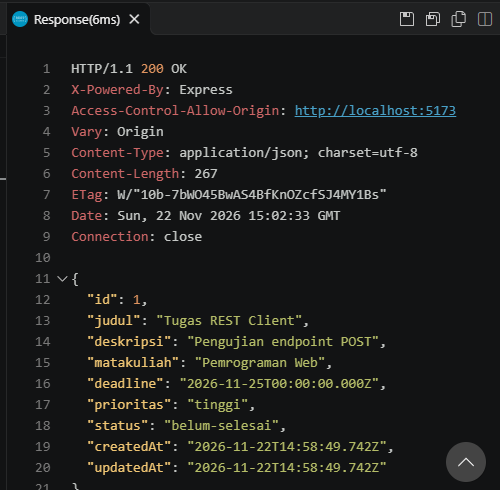 Response(6ms)
1 HTTP/1.1 200 OK
2 X-Powered-By: Express
3 Access-Control-Allow-Origin: http://localhost:5173
4 Vary: Origin
5 Content-Type: application/json; charset=utf-8
6 Content-Length: 267
7 ETag: W/"10b-7bWO45BwAS4BfKnOZcfSJ4MY1Bs"
8 Date: Sun, 22 Nov 2026 15:02:33 GMT
9 Connection: close
10
11 {
12 "id": 1,
13 "judul": "Tugas REST Client",
14 "deskripsi": "Pengujian endpoint POST",
15 "matakuliah": "Pemrograman Web",
16 "deadline": "2026-11-25T00:00:00.000Z",
17 "prioritas": "tinggi",
18 "status": "belum-selesai",
19 "createdAt": "2026-11-22T14:58:49.742Z",
20 "updatedAt": "2026-11-22T14:58:49.742Z"
21 }